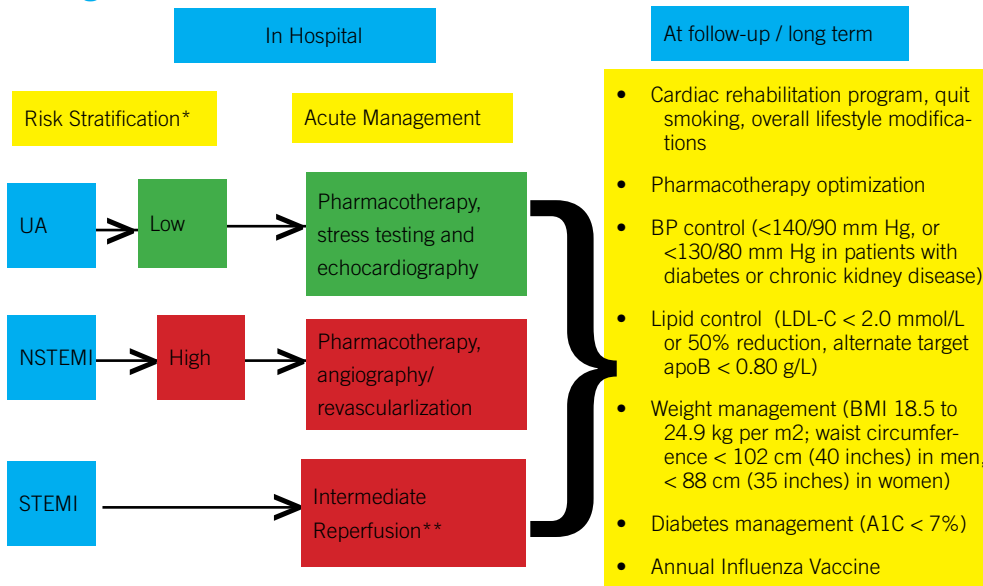 In Hospital
At follow-up / long term
Risk Stratification*
Acute Management
UA
Low
Pharmacotherapy,
stress testing and
echocardiography
NSTEMI
High
Pharmacotherapy,
angiography/
revascularlization
STEMI
Intermediate
Reperfusion**
• Cardiac rehabilitation program, quit
smoking, overall lifestyle modifica-
tions
• Pharmacotherapy optimization
• BP control (<140/90 mm Hg, or
<130/80 mm Hg in patients with
diabetes or chronic kidney disease)
• Lipid control (LDL-C < 2.0 mmol/L
or 50% reduction, alternate target
apoB < 0.80 g/L)
• Weight management (BMI 18.5 to
24.9 kg per m2; waist circumfer-
ence < 102 cm (40 inches) in men,
< 88 cm (35 inches) in women)
• Diabetes management (A1C < 7%)
• Annual Influenza Vaccine